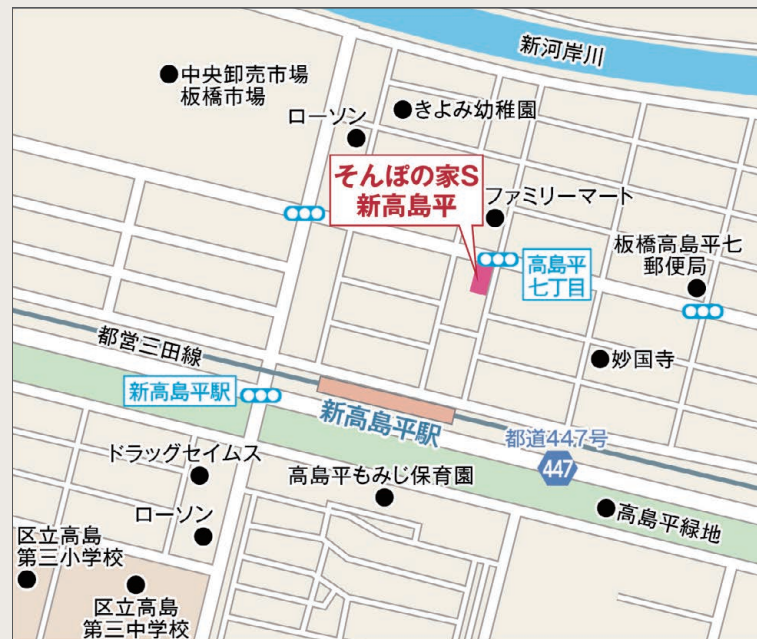 新河岸川
中央卸売市場
板橋市場
ローソン
きよみ幼稚園
そんぽの家S
新高島平
ファミリーマート
高島平
七丁目
板橋高島平七
郵便局
都営三田線
妙国寺
新高島平駅
新高島平駅
都道447号
447
ドラッグセイムス
高島平もみじ保育園
ローソン
高島平緑地
区立高島
第三小学校
区立高島
第三中学校